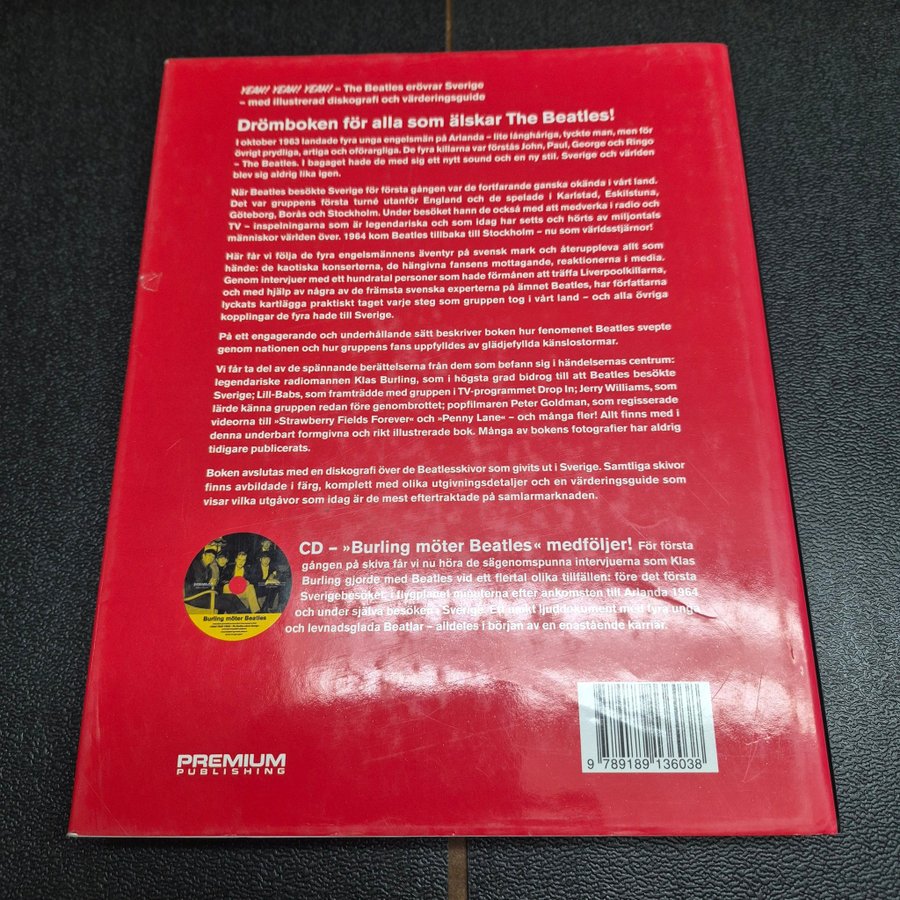 YEAH! YEAH! YEAH! – The Beatles erövrar Sverige
– med illustrerad diskografi och värderingsguide
Drömboken för alla som älskar The Beatles!
I oktober 1963 landade fyra unga engelsmän på Arlanda – lite långhåriga, tyckte man, men för
övrigt prydliga, artiga och oförargliga. De fyra killarna var förstås John, Paul, George och Ringo
– The Beatles. I bagaget hade de med sig ett nytt sound och en ny stil. Sverige och världen
blev sig aldrig lika igen.
När Beatles besökte Sverige för första gången var de fortfarande ganska okända i vårt land.
Det var gruppens första turné utanför England och de spelade i Karlstad, Eskilstuna,
Göteborg, Borås och Stockholm. Under besöket hann de också med att medverka i radio och
TV – inspelningarna som är legendariska och som idag har setts och hörts av miljontals
människor världen över. 1964 kom Beatles tillbaka till Stockholm – nu som världsstjärnor!
Här får vi följa de fyra engelsmännens äventyr på svensk mark och återuppleva allt som
hände: de kaotiska konserterna, de hängivna fansens mottagande, reaktionerna i media.
Genom intervjuer med ett hundratal personer som hade förmånen att träffa Liverpoolkillarna,
och med hjälp av några av de främsta svenska experterna på ämnet Beatles, har författarna
lyckats kartlägga praktiskt taget varje steg som gruppen tog i vårt land – och alla övriga
kopplingar de fyra hade till Sverige.
På ett engagerande och underhållande sätt beskriver boken hur fenomenet Beatles svepte
genom nationen och hur gruppens fans uppfylldes av glädjefyllda känslostormar.
Vi får ta del av de spännande berättelserna från dem som befann sig i händelsernas centrum:
legendariske radiomannen Klas Burling, som i högsta grad bidrog till att Beatles besökte
Sverige; Lill-Babs, som framträdde med gruppen i TV-programmet Drop In; Jerry Williams, som
lärde känna gruppen redan före genombrottet; popfilmaren Peter Goldman, som regisserade
videorna till »Strawberry Fields Forever« och »Penny Lane« – och många fler! Allt finns med i
denna underbart formgivna och rikt illustrerade bok. Många av bokens fotografier har aldrig
tidigare publicerats.
Boken avslutas med en diskografi över de Beatlesskivor som givits ut i Sverige. Samtliga skivor
finns avbildade i färg, komplett med olika utgivningsdetaljer och en värderingsguide som
visar vilka utgåvor som idag är de mest eftertraktade på samlarmarknaden.
CD – »Burling möter Beatles« medföljer! För första
gången på skiva får vi nu höra de sägenomspunna intervjuerna som Klas
Burling gjorde med Beatles vid ett flertal olika tillfällen: före det första
Sverigebesöket, i flygplanet minuterna efter ankomsten till Arlanda 1964
och under själva besöken i Sverige. Ett unikt ljuddokument med fyra unga
och levnadsglada Beatlar – alldeles i början av en enastående karriär.
Burling möter Beatles
PREMIUM
PUBLISHING
9 789189 136038